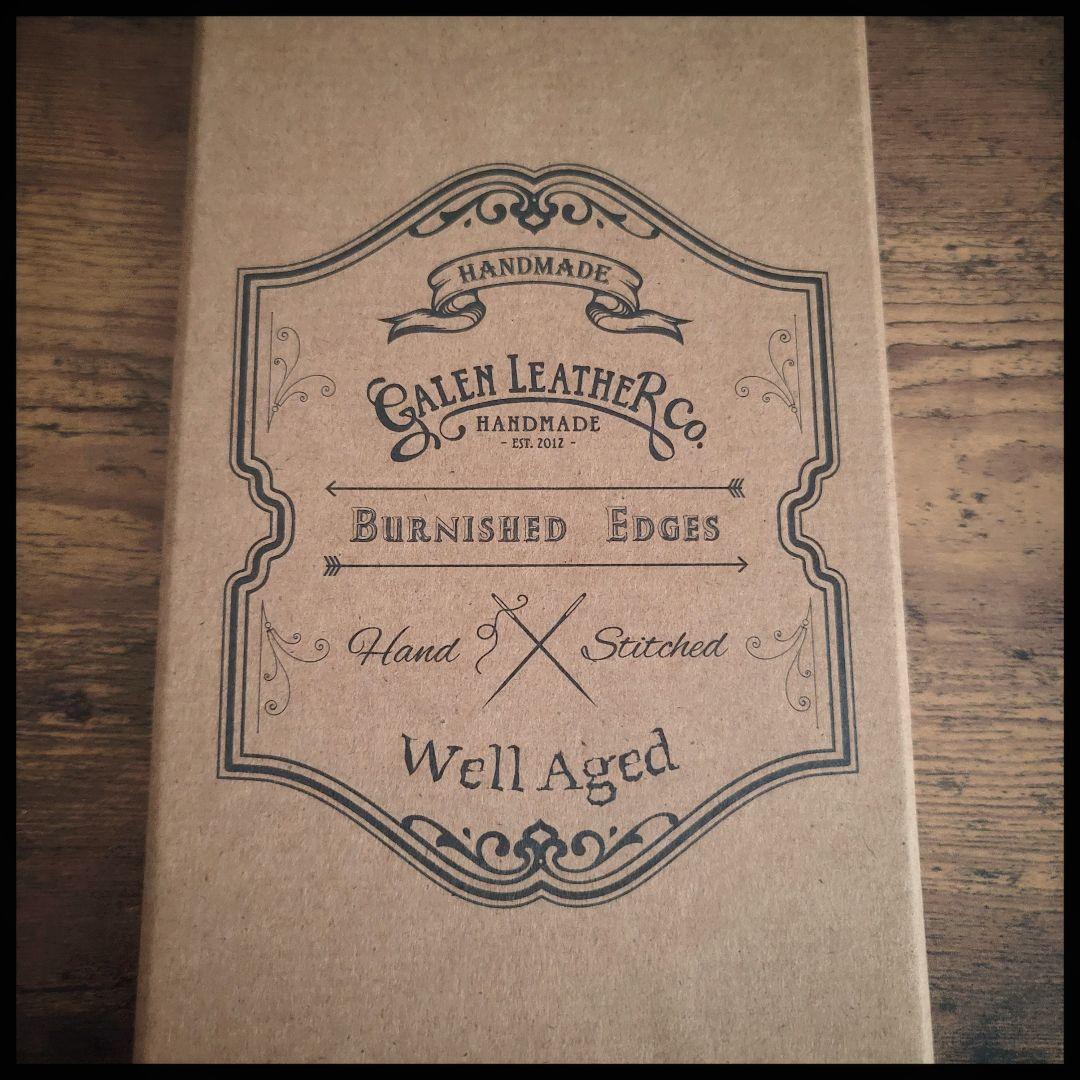 HANDMADE
GALEN LEATHER CO.
HANDMADE
- EST. 2012 -
BURNISHED EDGES
Hand Stitched
Well Aged